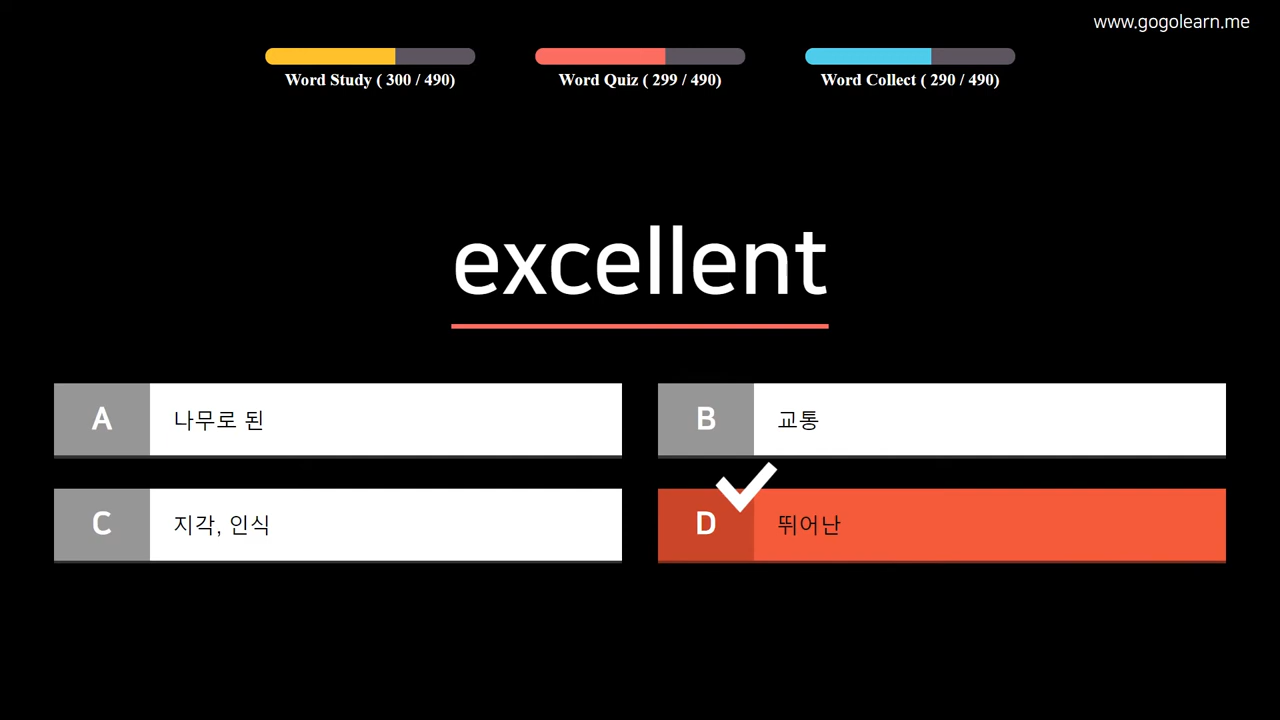 www.gogolearn.me
Word Study ( 300 / 490)
Word Quiz ( 299 / 490)
Word Collect ( 290 / 490)
excellent
A 나무로 된
B 교통
C 지각, 인식
D 뛰어난